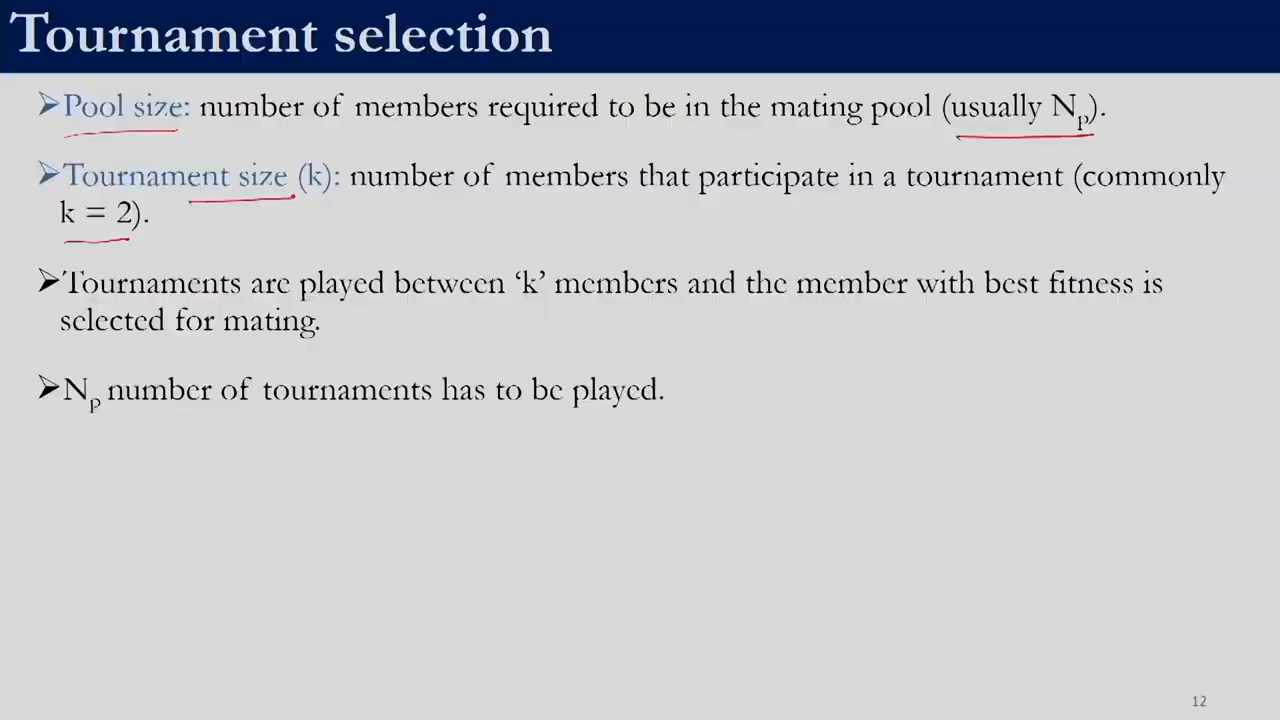 Tournament selection
➢Pool size: number of members required to be in the mating pool (usually Np).
➢Tournament size (k): number of members that participate in a tournament (commonly
k = 2).
➢Tournaments are played between ‘k’ members and the member with best fitness is
selected for mating.
➢Np number of tournaments has to be played.
12